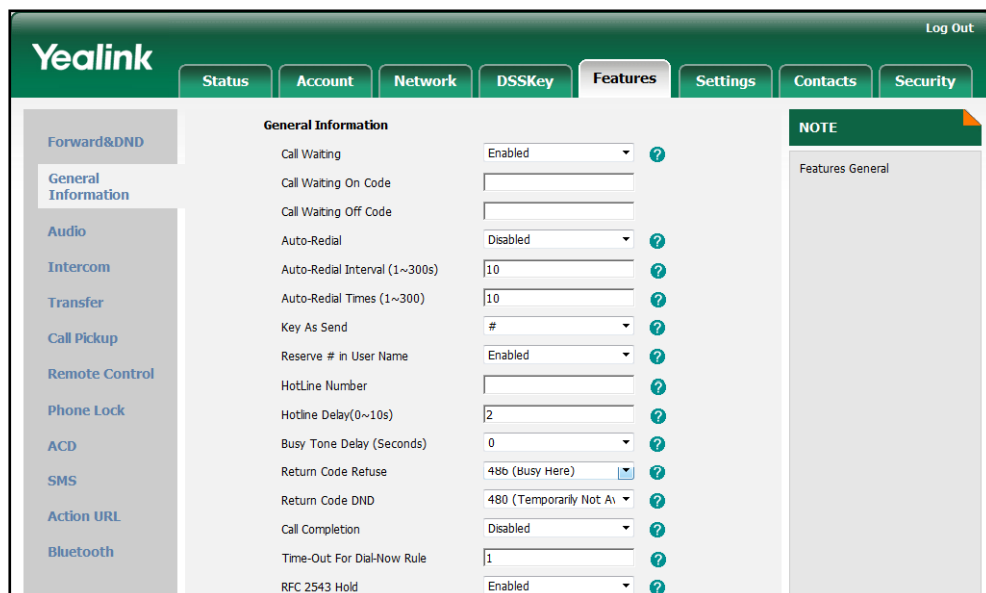 Log Out
Yealink
Status
Account
Network
DSSKey
Features
Settings
Contacts
Security
Forward&DND
General
Information
Audio
Intercom
Transfer
Call Pickup
Remote Control
Phone Lock
ACD
SMS
Action URL
Bluetooth
General Information
Call Waiting Enabled ?
Call Waiting On Code
Call Waiting Off Code
Auto-Redial Disabled ?
Auto-Redial Interval (1~300s) 10 ?
Auto-Redial Times (1~300) 10 ?
Key As Send # ?
Reserve # in User Name Enabled ?
HotLine Number ?
Hotline Delay(0~10s) 2 ?
Busy Tone Delay (Seconds) 0 ?
Return Code Refuse 486 (Busy Here) ?
Return Code DND 480 (Temporarily Not Av ?
Call Completion Disabled ?
Time-Out For Dial-Now Rule 1 ?
RFC 2543 Hold Enabled ?
NOTE
Features General